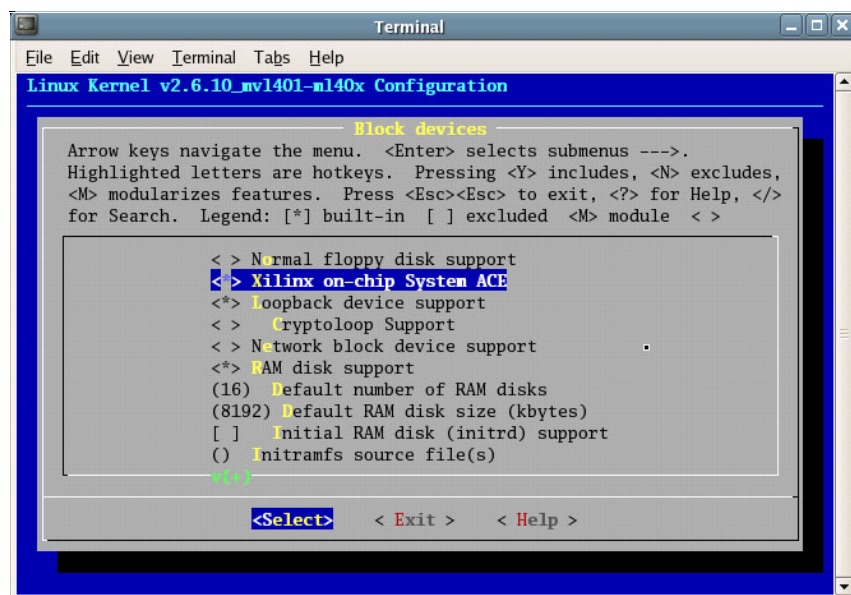 Terminal
File Edit View Terminal Tabs Help
Linux Kernel v2.6.10_mvl401-ml40x Configuration
Block devices
Arrow keys navigate the menu. <Enter> selects submenus --->.
Highlighted letters are hotkeys. Pressing <Y> includes, <N> excludes,
<M> modularizes features. Press <Esc><Esc> to exit, <?> for Help, </>
for Search. Legend: [*] built-in [ ] excluded <M> module < >
< > Normal floppy disk support
<*> Xilinx on-chip System ACE
<*> Loopback device support
< > Cryptoloop Support
< > Network block device support
<*> RAM disk support
(16) Default number of RAM disks
(8192) Default RAM disk size (kbytes)
[ ] Initial RAM disk (initrd) support
() Initramfs source file(s)
v(+)
<Select> < Exit > < Help >